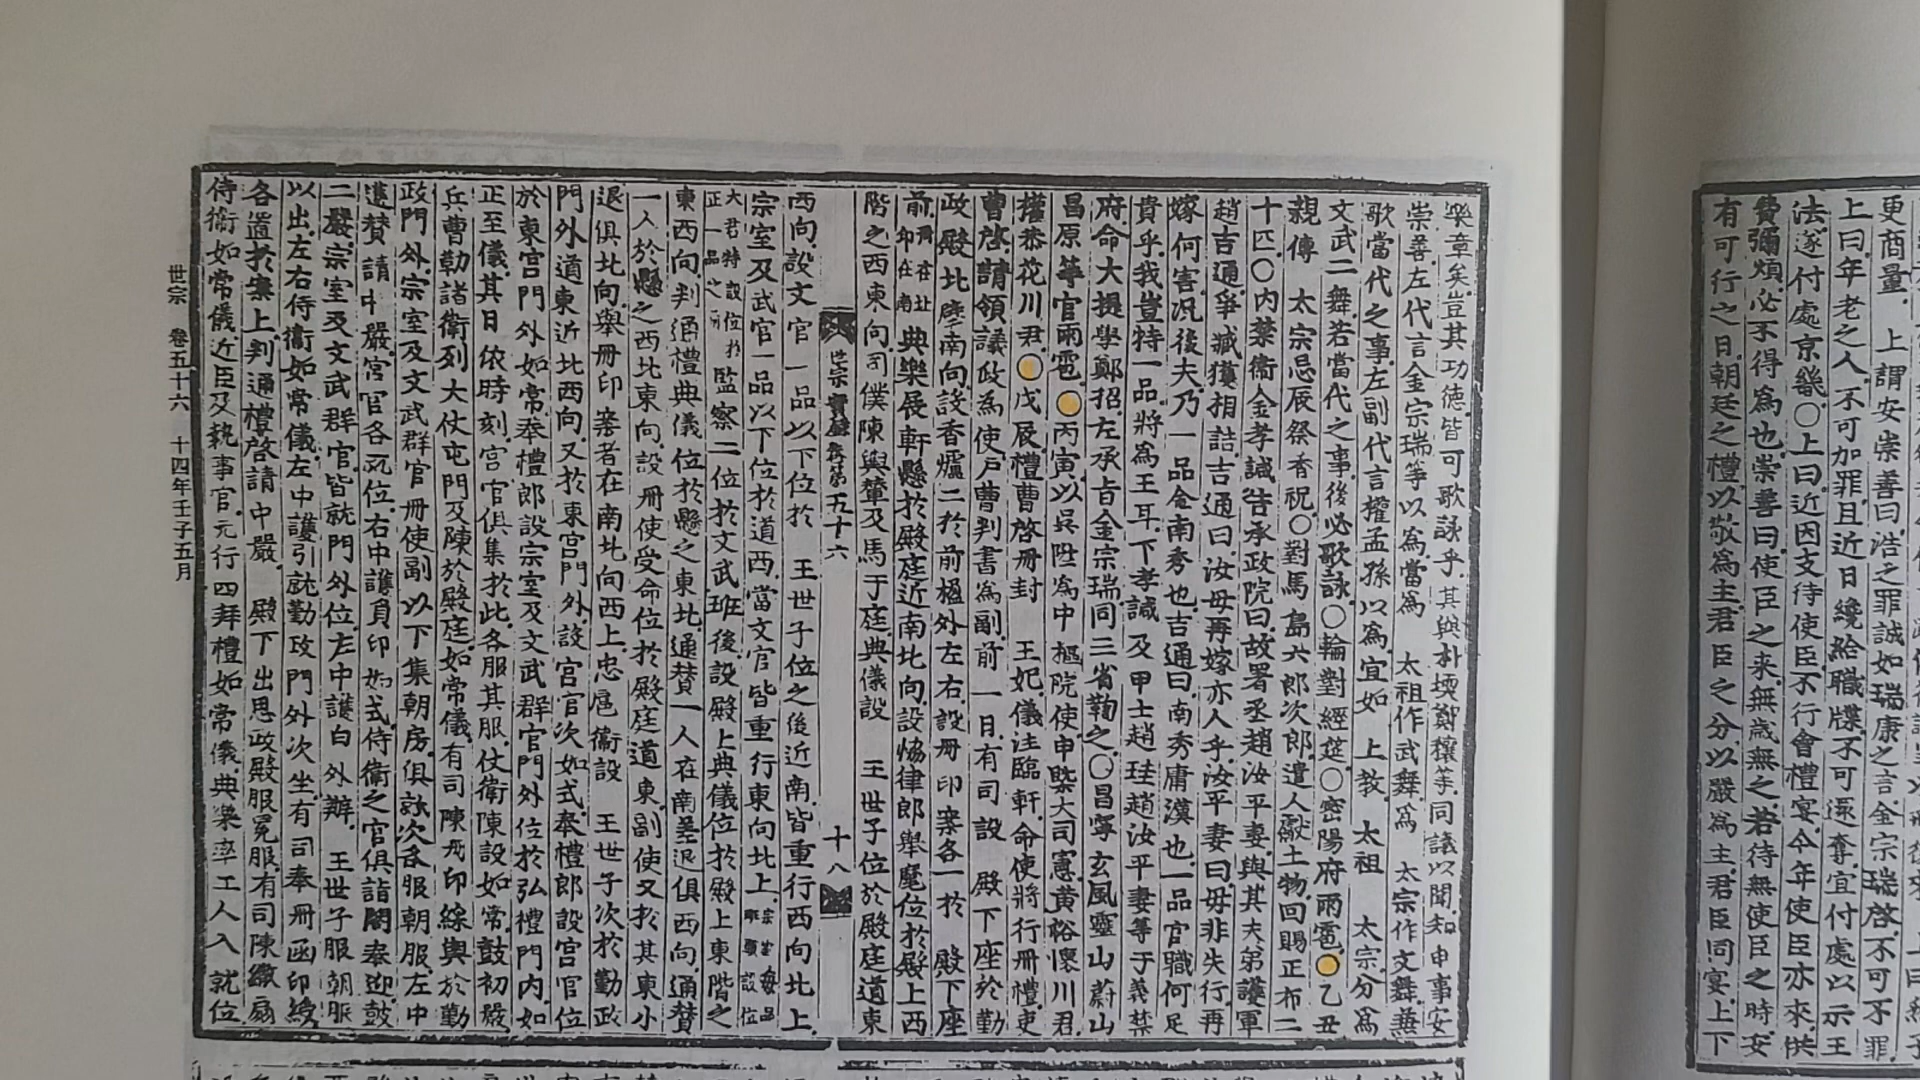 更商量 上謂安崇善曰浩之罪誠如瑞康之言金宗瑞啓不可不罪
上曰年老之人不可加罪且近日纔給職牒不可還奪宜付處以示王
法遂付處京畿○上曰近因支待使臣不行會禮宴今年使臣亦來供
費彌煩必不得爲也崇善曰使臣之来無歲無之若待無使臣之時安
有可行之日朝廷之禮以敬爲主君臣之分以嚴爲主君臣同宴上下
樂章矣豈其功德皆可歌詠乎其與朴堧鄭穰等同議以聞知申事安
崇善左代言金宗瑞等以爲當爲 太祖作武舞爲 太宗作文舞兼
歌當代之事左副代言權孟孫以爲宜如 上教 太祖 太宗分爲
文武二舞若當代之事後必歌詠○輪對經筵○密陽府雨雹○乙丑
親傳 太宗忌辰祭香祝○對馬島六郎次郎遣人獻土物回賜正布二
十匹○內禁衛金孝誠告承政院曰故署丞趙汝平妻與其夫弟護軍
趙吉通爭臧獲相詰吉通曰汝母再嫁亦人乎汝平妻曰毋非失行再
嫁何害况後夫乃一品金南秀也吉通曰南秀庸漢也一品官職何足
貴乎我豈特一品將爲王耳下孝誠及甲士趙珪趙汝平妻等于義禁
府命大提學鄭招左承旨金宗瑞同三省鞫之○昌寧玄風靈山蔚山
昌原等官雨雹○丙寅以吳陞爲中樞院使申槩大司憲黃裕懷川君
權恭花川君○戊辰禮曹啓冊封 王妃儀注臨軒命使將行冊禮吏
曹啓請領議政為使戶曹判書為副前一日有司設 殿下座於勤
政殿北壁南向設香爐二於前楹外左右設冊印案各一於 殿下座
前冊在北印在南典樂展軒懸於殿庭近南北向設恊律郎擧麾位於殿上西
階之西東向司僕陳輿輦及馬于庭典儀設 王世子位於殿庭道東
世宗實錄卷第五十六 十八
西向設文官一品以下位於 王世子位之後近南皆重行西向北上
宗室及武官一品以下位於道西當文官皆重行東向北上宗室每品班頭設位
大君特設位於正一品之前監察二位於文武班後設殿上典儀位於殿上東階之
東西向判通禮典儀位於懸之東北通贊一人在南差退俱西向通贊
一人於懸之西北東向設冊使受命位於殿庭道東副使又於其東小
退俱北向擧冊印案者在南北向西上忠扈衞設 王世子次於勤政
門外道東近北西向又於東宮門外設宮官次如式奉禮郎設宮官位
於東宮門外如常奉禮郎設宗室及文武群官門外位於弘禮門內如
正至儀其日依時刻宮官俱集於此各服其服仗衛陳設如常鼓初嚴
兵曹勒諸衛列大仗屯門及陳於殿庭如常儀有司陳冊印綵輿於勤
政門外宗室及文武群官冊使副以下集朝房俱就次各服朝服左中
護贊請中嚴宮官各就位右中護負印如式侍衛之官俱詣閤奉迎鼓
二嚴宗室及文武群官皆就門外位左中護白外辦 王世子服朝服
以出左右侍衞如常儀左中護引就勤政門外次坐有司奉冊函印綬
各置於案上判通禮啓請中嚴 殿下出思政殿服冕服有司陳繖扇
侍衞如常儀近臣及執事官先行四拜禮如常儀典樂率工人入就位
世宗 卷五十六 十四年壬子五月